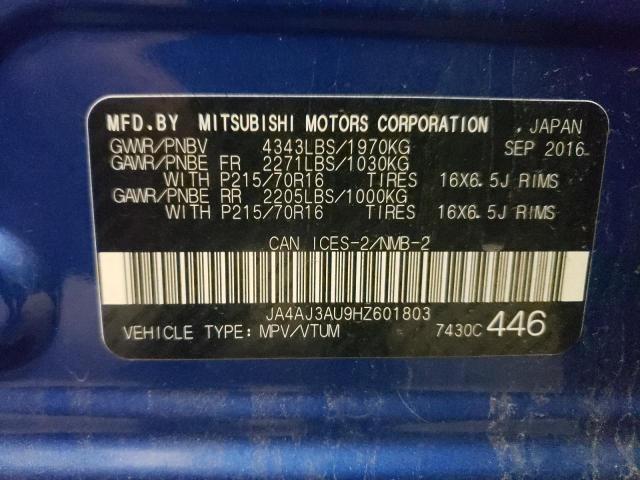 MFD.BY MITSUBISHI MOTORS CORPORATION , JAPAN
GVWR/PNBV 4343LBS/1970KG SEP 2016
GAWR/PNBE FR 2271LBS/1030KG
WITH P215/70R16 TIRES 16X6.5J RIMS
GAWR/PNBE RR 2205LBS/1000KG
WITH P215/70R16 TIRES 16X6.5J RIMS
CAN ICES-2/NMB-2
JA4AJ3AU9HZ601803
VEHICLE TYPE: MPV/VTUM 7430C 446